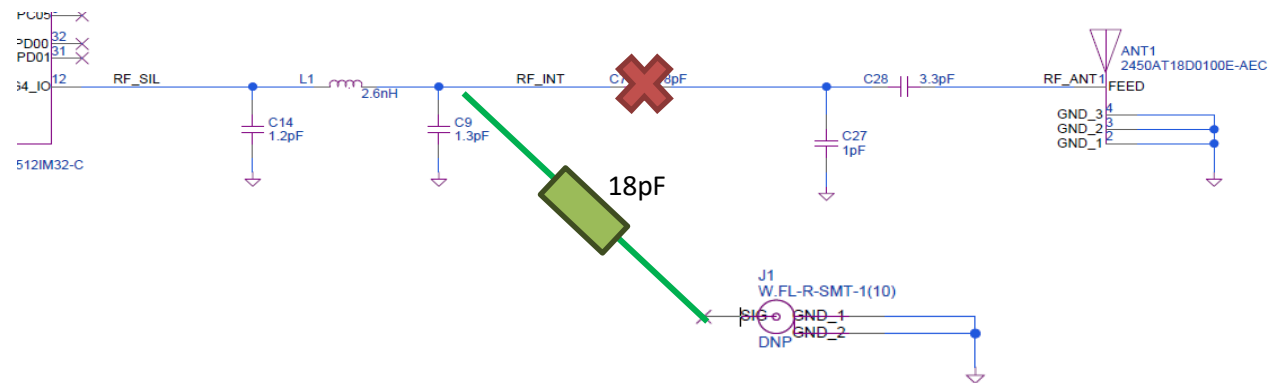 PC05
PD00 32
PD01 31
S4_IO 12
RF_SIL
L1
2.6nH
RF_INT
C7 8pF
C28 3.3pF
RF_ANT1
ANT1
2450AT18D0100E-AEC
FEED
GND_3 4
GND_2 3
GND_1 2
C14
1.2pF
C9
1.3pF
C27
1pF
512IM32-C
18pF
J1
W.FL-R-SMT-1(10)
SIG GND_1
GND_2
DNP